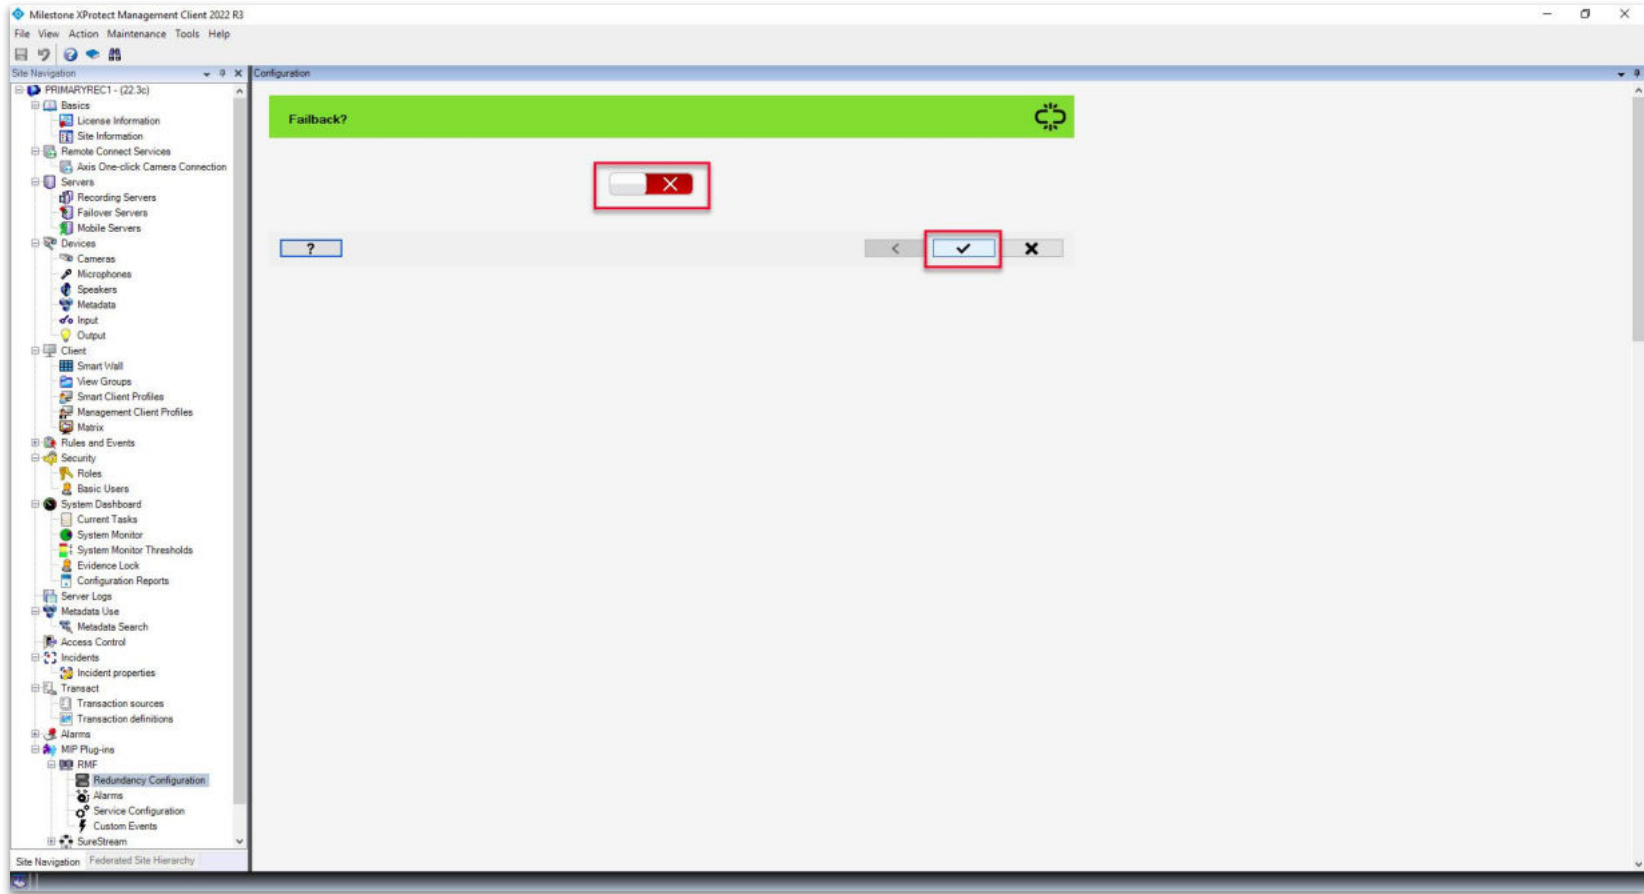 Milestone XProtect Management Client 2022 R3
File View Action Maintenance Tools Help
Site Navigation
Configuration
PRIMARYREC1 - (22.3c)
Basics
License Information
Site Information
Remote Connect Services
Axis One-click Camera Connection
Servers
Recording Servers
Failover Servers
Mobile Servers
Devices
Cameras
Microphones
Speakers
Metadata
Input
Output
Client
Smart Wall
View Groups
Smart Client Profiles
Management Client Profiles
Matrix
Rules and Events
Security
Roles
Basic Users
System Dashboard
Current Tasks
System Monitor
System Monitor Thresholds
Evidence Lock
Configuration Reports
Server Logs
Metadata Use
Metadata Search
Access Control
Incidents
Incident properties
Transact
Transaction sources
Transaction definitions
Alarms
MIP Plug-ins
RMF
Redundancy Configuration
Alarms
Service Configuration
Custom Events
SureStream
Site Navigation Federated Site Hierarchy
Failback?
?
<